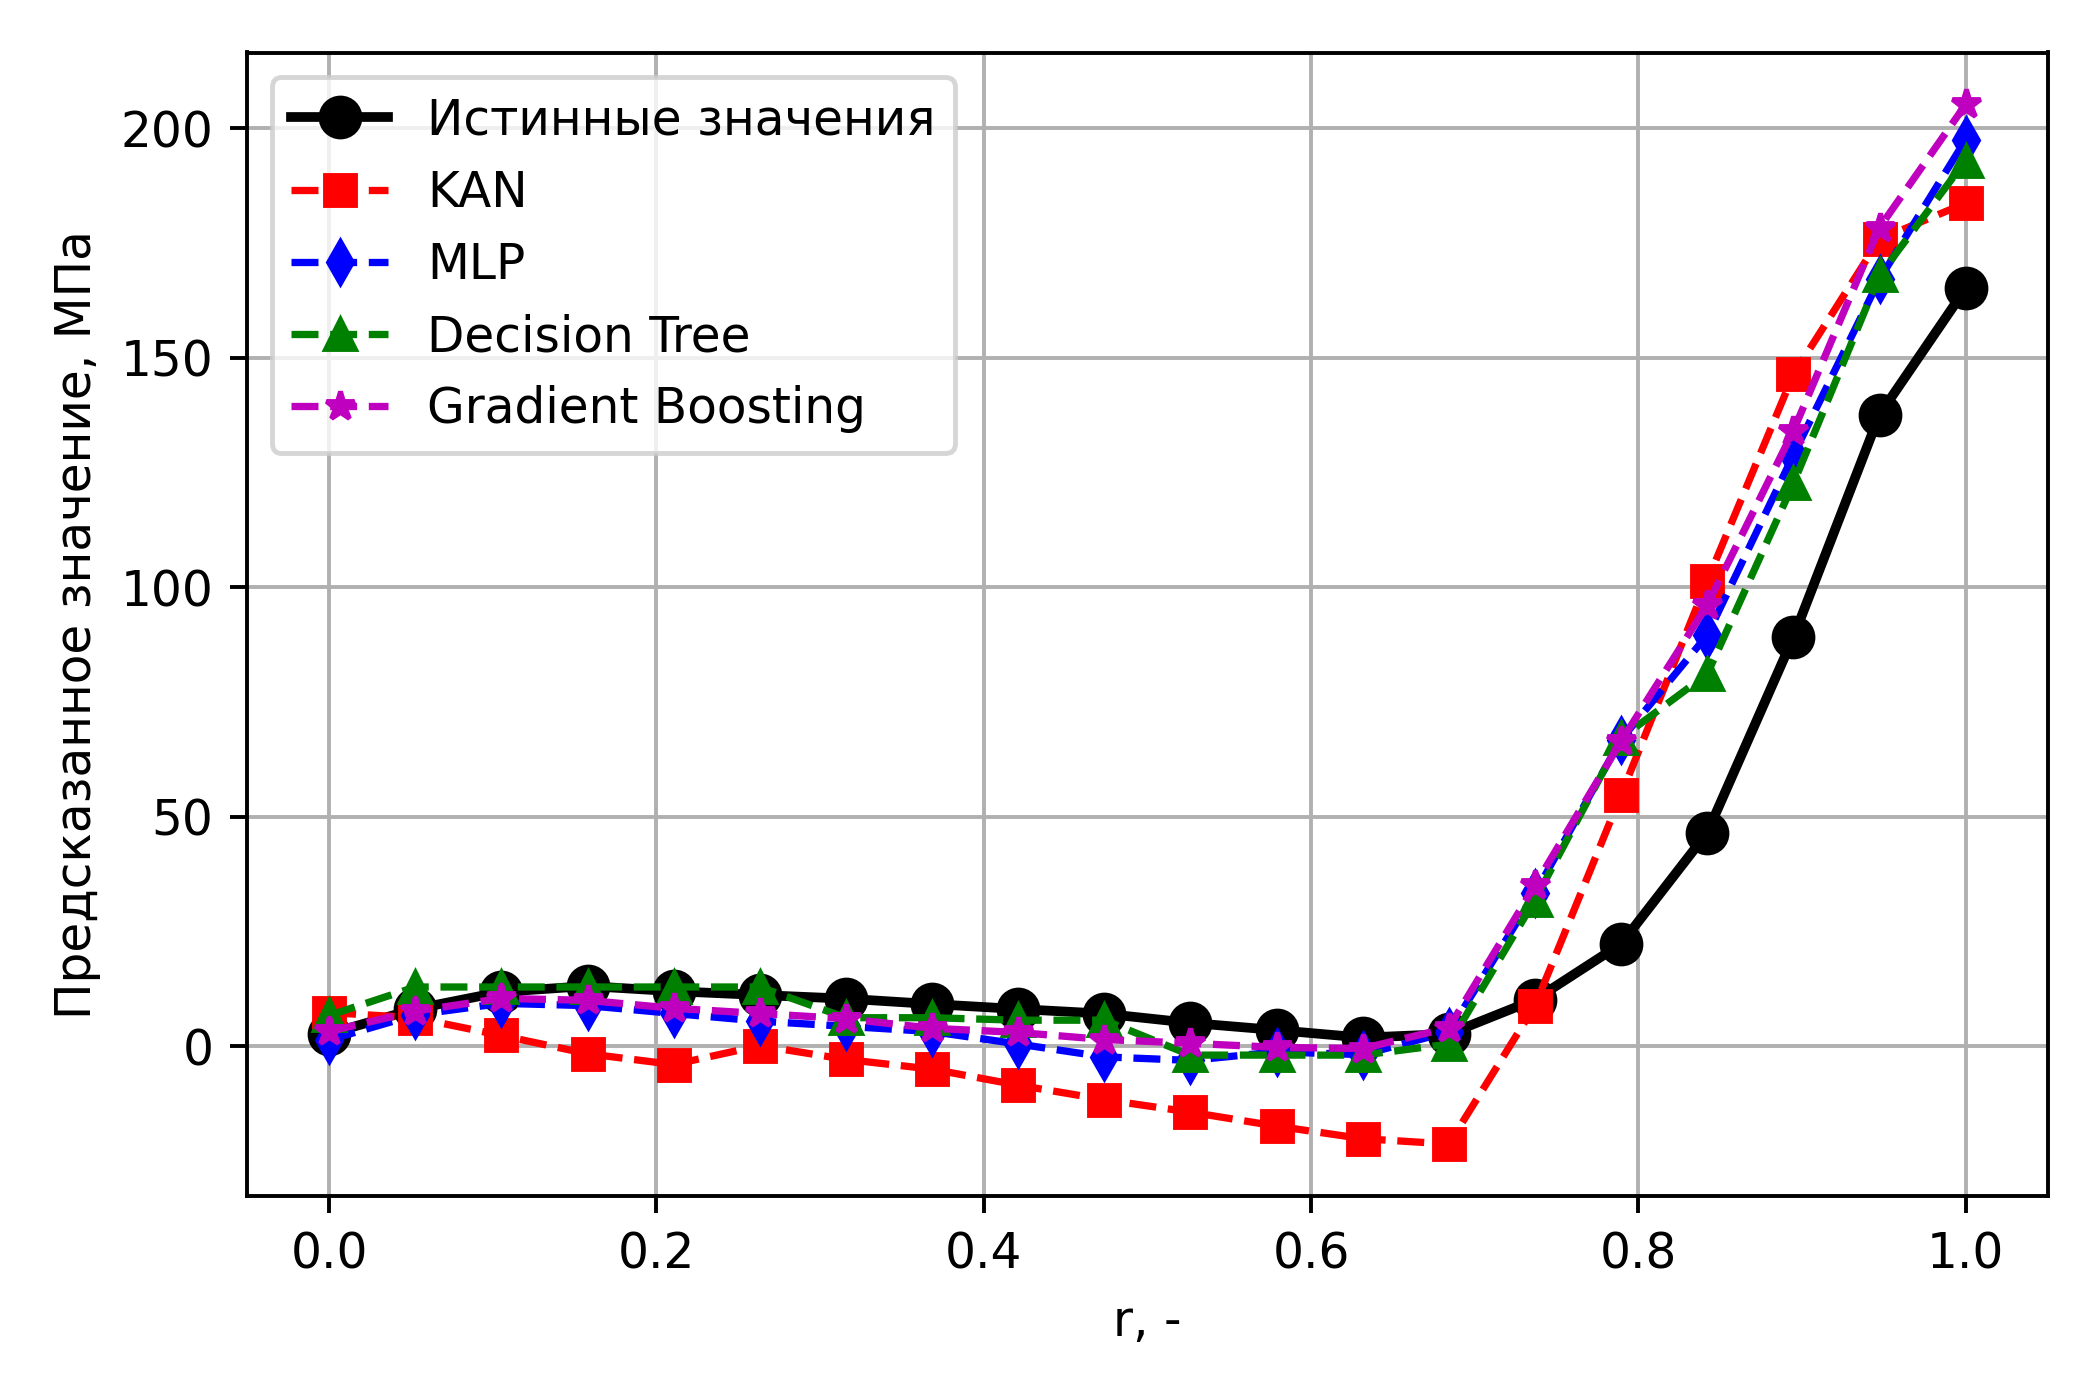 Предсказанное значение, МПа
200
150
100
50
0
Истинные значения
KAN
MLP
Decision Tree
Gradient Boosting
0.0 0.2 0.4 0.6 0.8 1.0
r, -